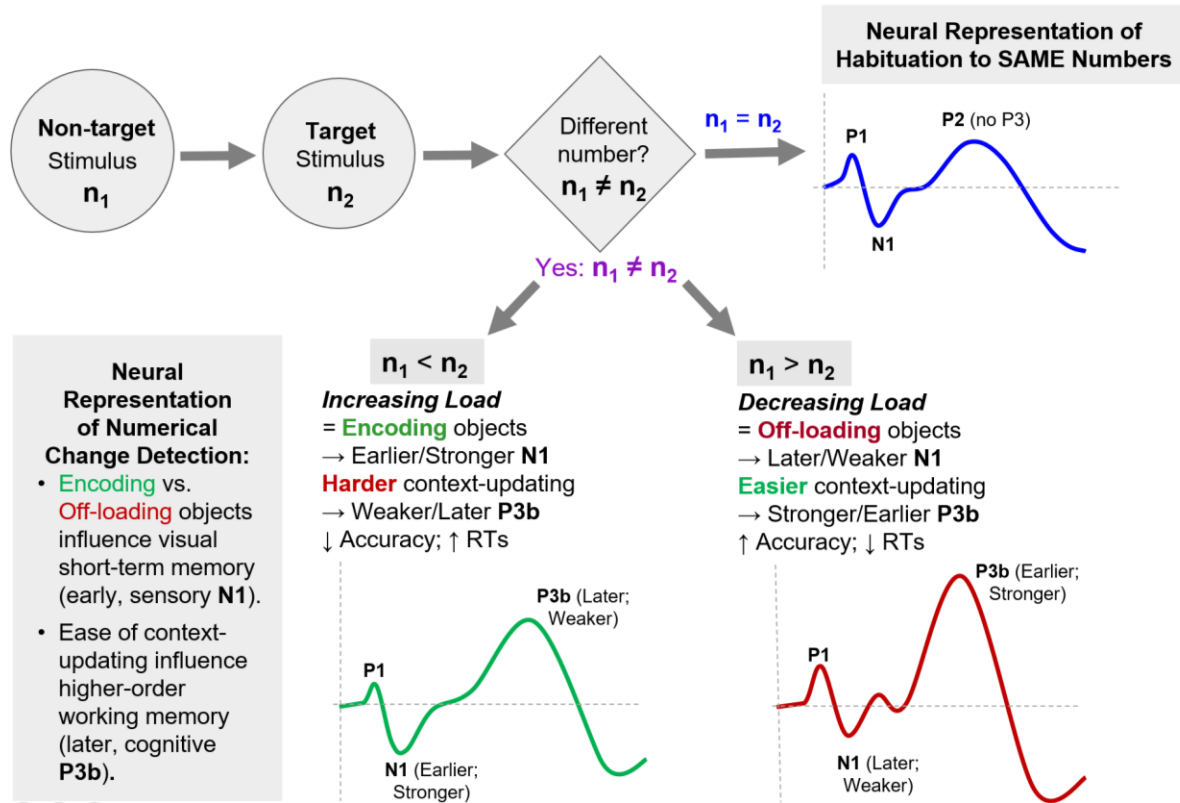 Neural Representation of
Habituation to SAME Numbers
Non-target
Stimulus
n₁
Target
Stimulus
n₂
Different
number?
n₁ ≠ n₂
n₁ = n₂
P1
N1
P2 (no P3)
Yes: n₁ ≠ n₂
Neural
Representation
of Numerical
Change Detection:
• Encoding vs.
Off-loading objects
influence visual
short-term memory
(early, sensory N1).
• Ease of context-
updating influence
higher-order
working memory
(later, cognitive
P3b).
n₁ < n₂
Increasing Load
= Encoding objects
→ Earlier/Stronger N1
Harder context-updating
→ Weaker/Later P3b
↓ Accuracy; ↑ RTs
P1
N1 (Earlier;
Stronger)
P3b (Later;
Weaker)
n₁ > n₂
Decreasing Load
= Off-loading objects
→ Later/Weaker N1
Easier context-updating
→ Stronger/Earlier P3b
↑ Accuracy; ↓ RTs
P1
N1 (Later;
Weaker)
P3b (Earlier;
Stronger)